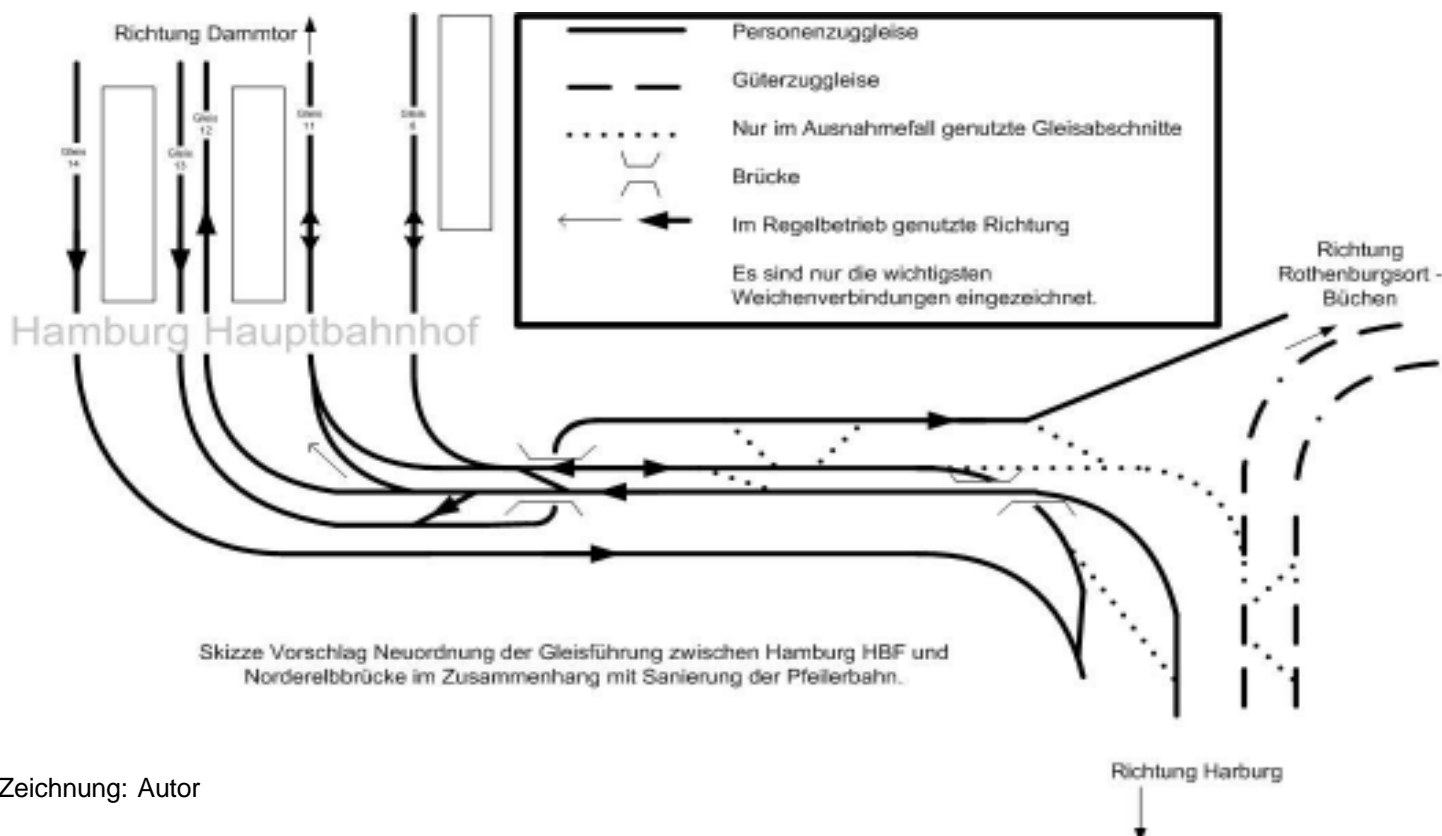 Richtung Dammtor
Gleis
14
Gleis
13
Gleis
12
Gleis
11
Gleis
6
Personenzuggleise
Güterzuggleise
Nur im Ausnahmefall genutzte Gleisabschnitte
Brücke
Im Regelbetrieb genutzte Richtung
Es sind nur die wichtigsten
Weichenverbindungen eingezeichnet.
Richtung
Rothenburgsort -
Büchen
Hamburg Hauptbahnhof
Skizze Vorschlag Neuordnung der Gleisführung zwischen Hamburg HBF und
Norderelbbrücke im Zusammenhang mit Sanierung der Pfeilerbahn.
Richtung Harburg
Zeichnung: Autor